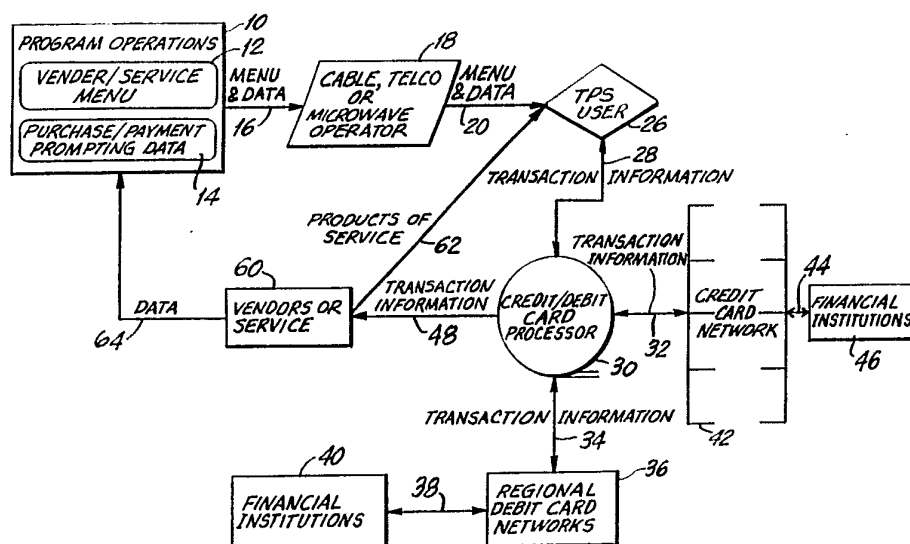 10
PROGRAM OPERATIONS
12
VENDER/SERVICE
MENU
PURCHASE/PAYMENT
PROMPTING DATA
14
MENU
& DATA
16
18
CABLE, TELCO
OR
MICROWAVE
OPERATOR
MENU
& DATA
20
TPS
USER
26
28
TRANSACTION INFORMATION
PRODUCTS OF
SERVICE
62
60
VENDORS OR
SERVICE
DATA
64
TRANSACTION
INFORMATION
48
CREDIT/DEBIT
CARD
PROCESSOR
30
TRANSACTION
INFORMATION
32
CREDIT
CARD
NETWORK
42
44
FINANCIAL
INSTITUTIONS
46
TRANSACTION INFORMATION
34
36
REGIONAL
DEBIT CARD
NETWORKS
38
40
FINANCIAL
INSTITUTIONS